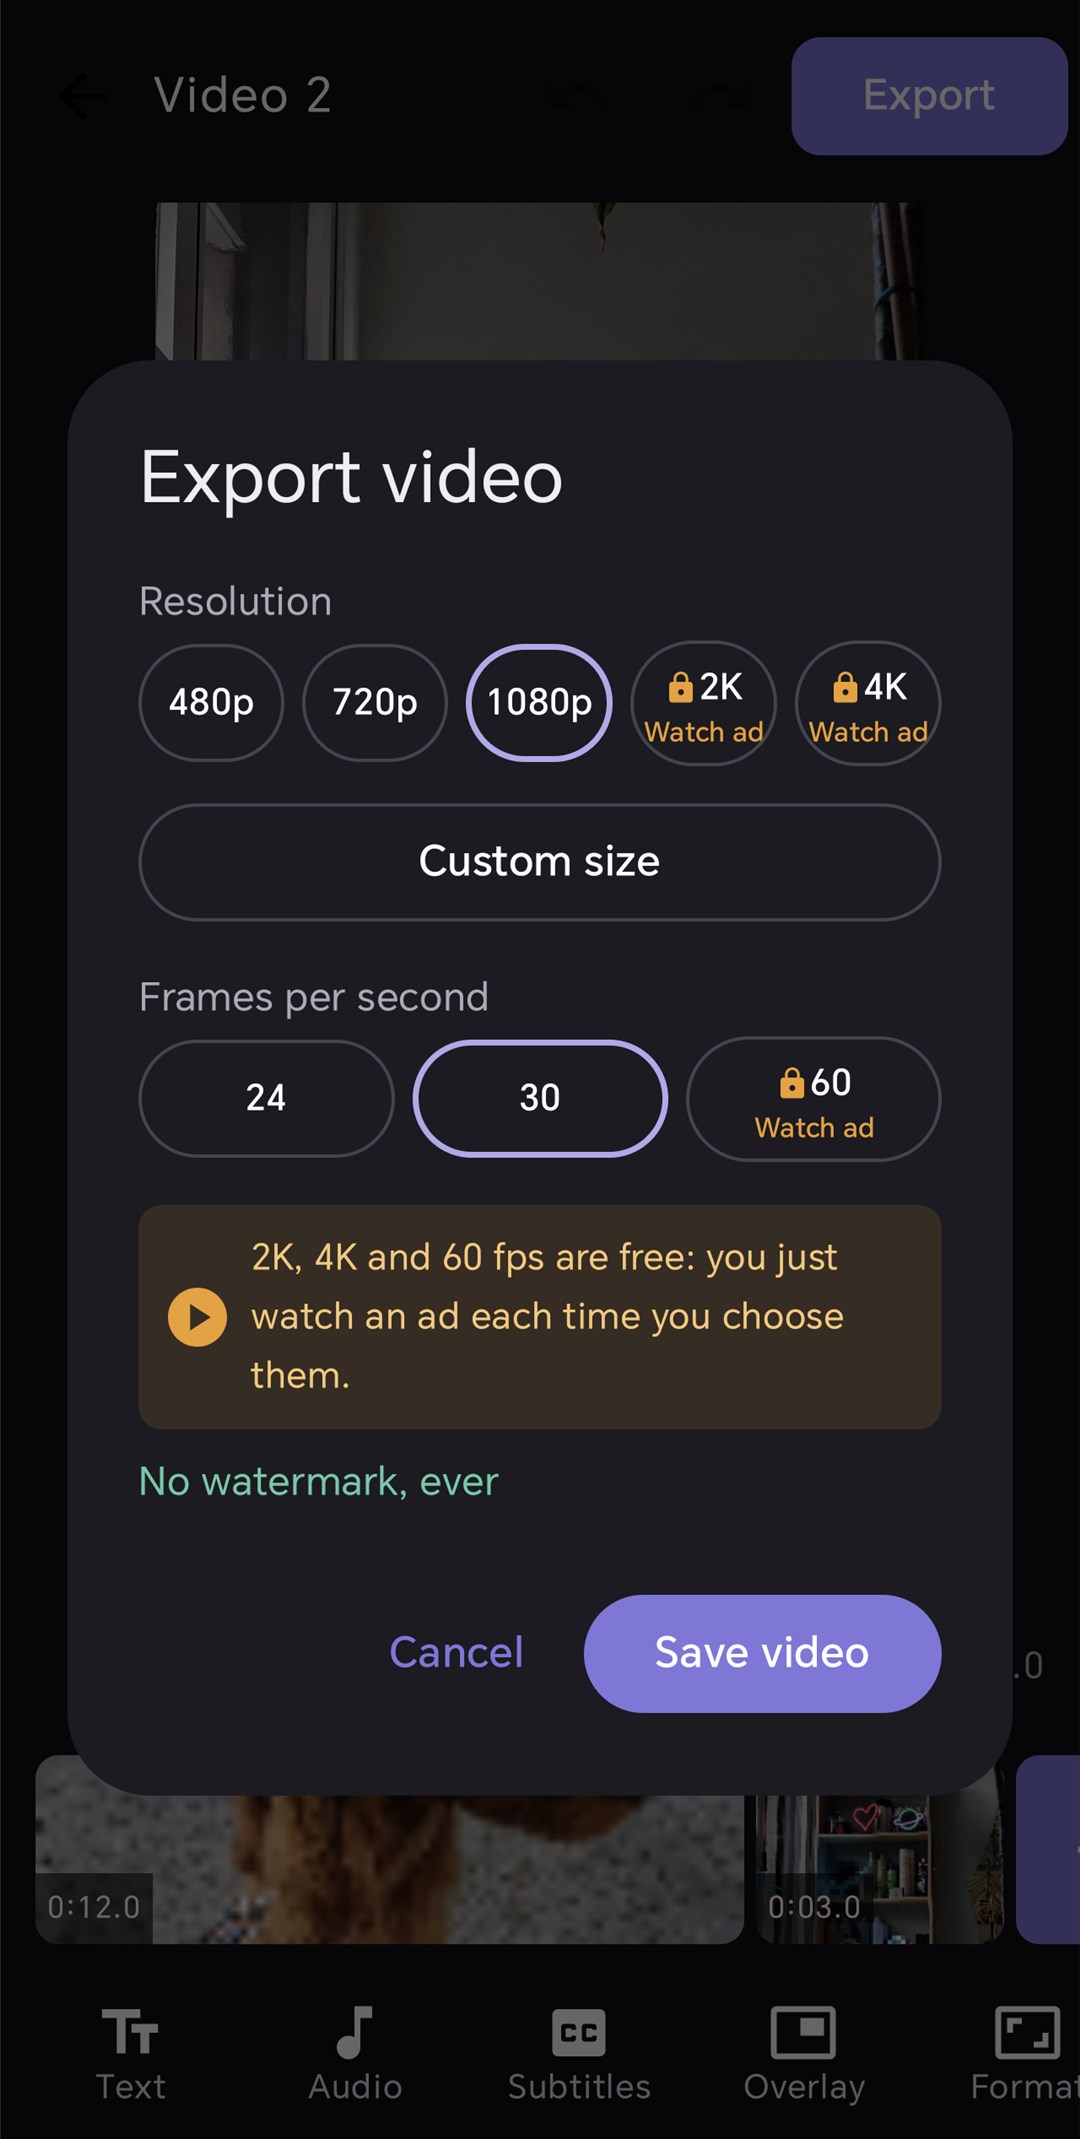 Video 2
Export
Export video
Resolution
480p
720p
1080p
2K
Watch ad
4K
Watch ad
Custom size
Frames per second
24
30
60
Watch ad
2K, 4K and 60 fps are free: you just
watch an ad each time you choose
them.
No watermark, ever
Cancel
Save video
.0
0:12.0
0:03.0
Text
Audio
CC
Subtitles
Overlay
Format